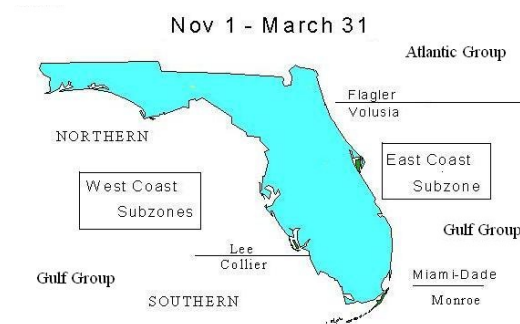 Nov 1 - March 31
Atlantic Group
Flagler
Volusia
NORTHERN
East Coast
Subzone
West Coast
Subzones
Gulf Group
Lee
Collier
Gulf Group
Miami-Dade
Monroe
SOUTHERN